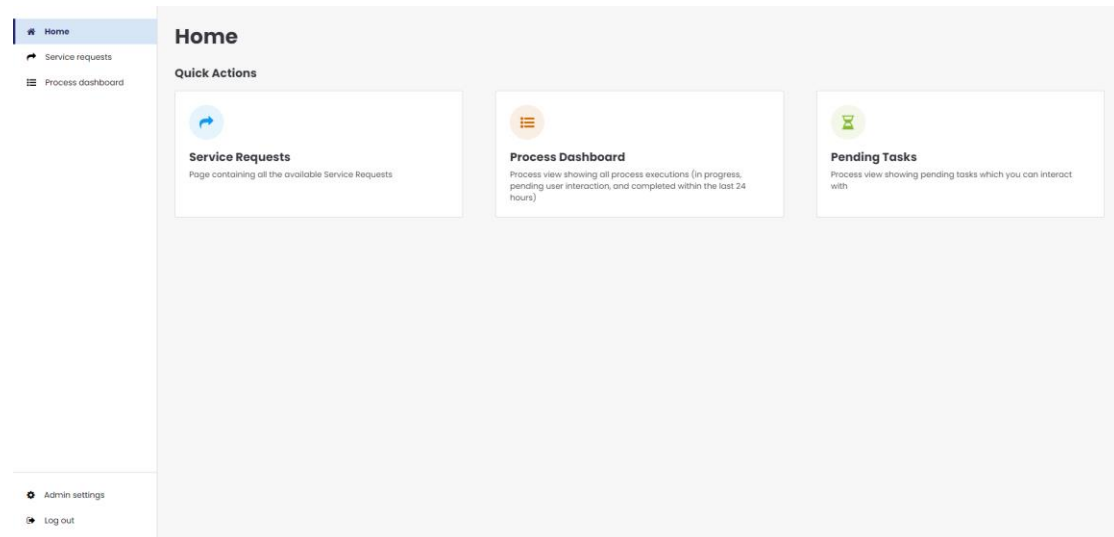 Home
Service requests
Process dashboard
Admin settings
Log out
Home
Quick Actions
Service Requests
Page containing all the available Service Requests
Process Dashboard
Process view showing all process executions (in progress,
pending user interaction, and completed within the last 24
hours)
Pending Tasks
Process view showing pending tasks which you can interact
with